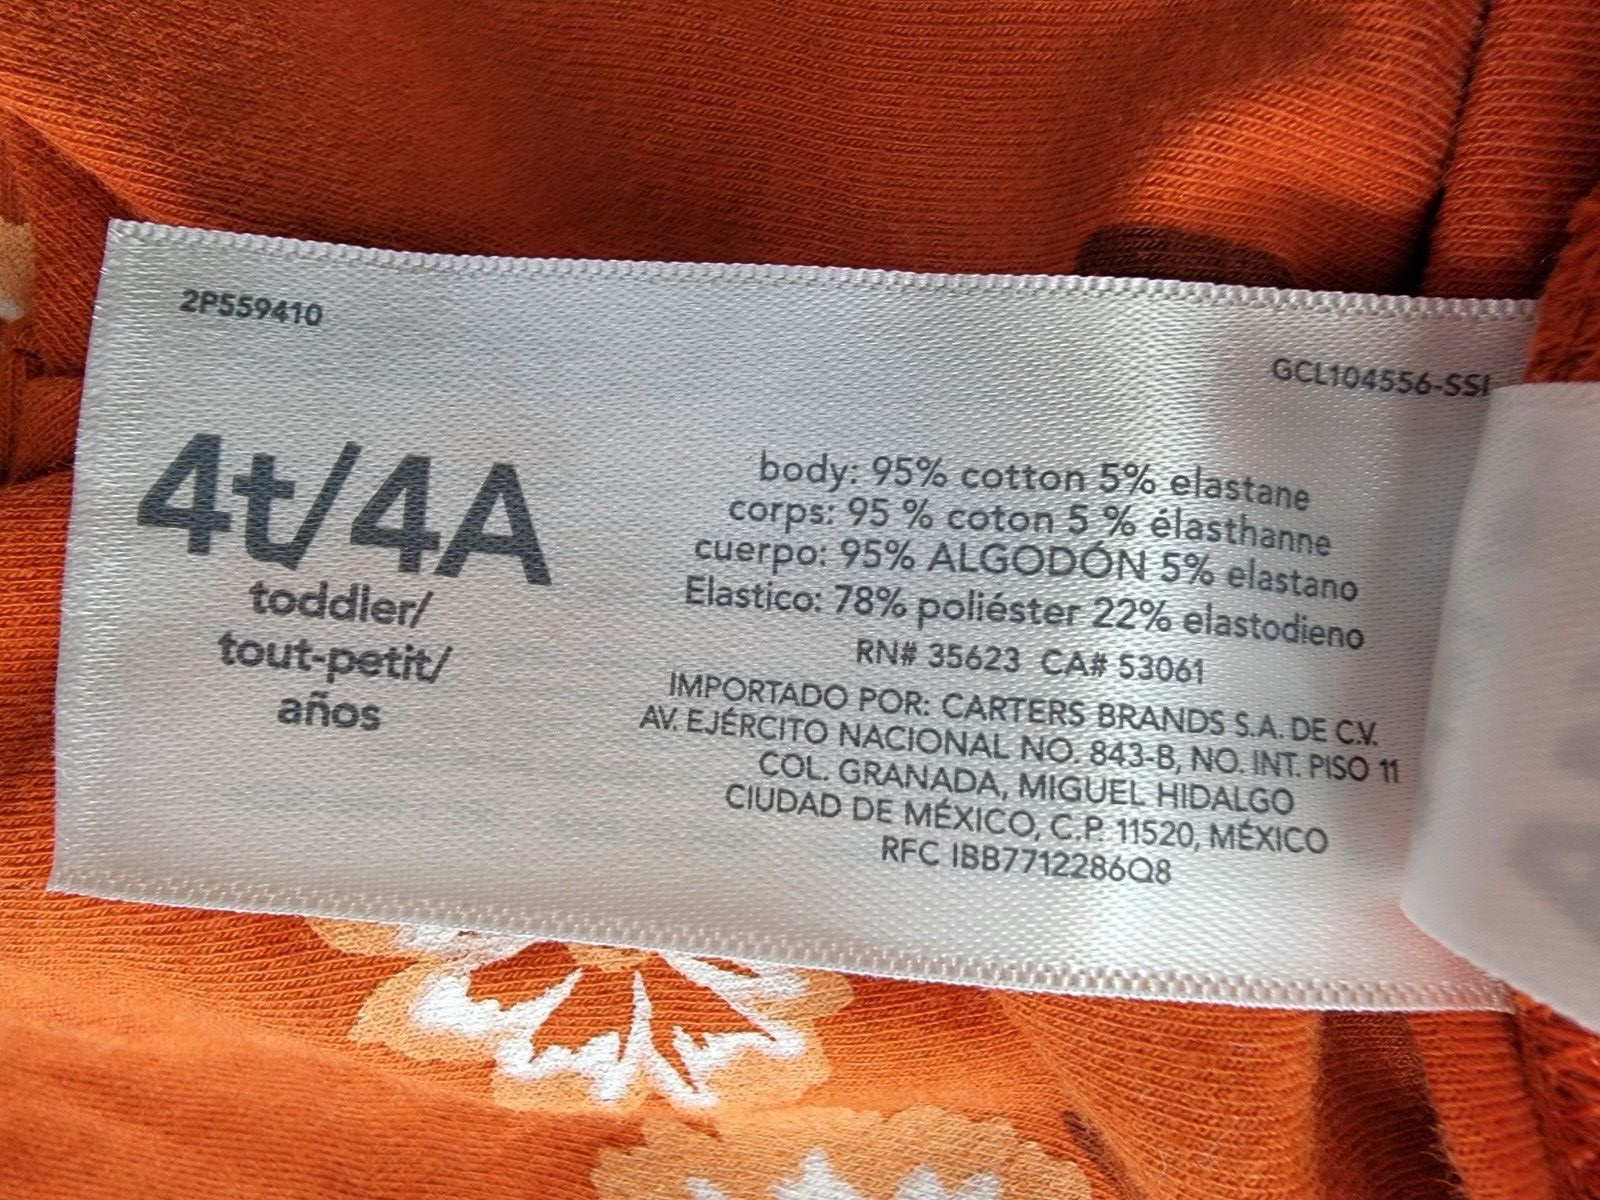 2P559410
GCL104556-SSI
4t/4A
toddler/
tout-petit/
años
body: 95% cotton 5% elastane
corps: 95 % coton 5 % élasthanne
cuerpo: 95% ALGODÓN 5% elastano
Elastico: 78% poliéster 22% elastodieno
RN# 35623 CA# 53061
IMPORTADO POR: CARTERS BRANDS S.A. DE C.V.
AV. EJÉRCITO NACIONAL NO. 843-B, NO. INT. PISO 11
COL. GRANADA, MIGUEL HIDALGO
CIUDAD DE MÉXICO, C.P. 11520, MÉXICO
RFC IBB7712286Q8